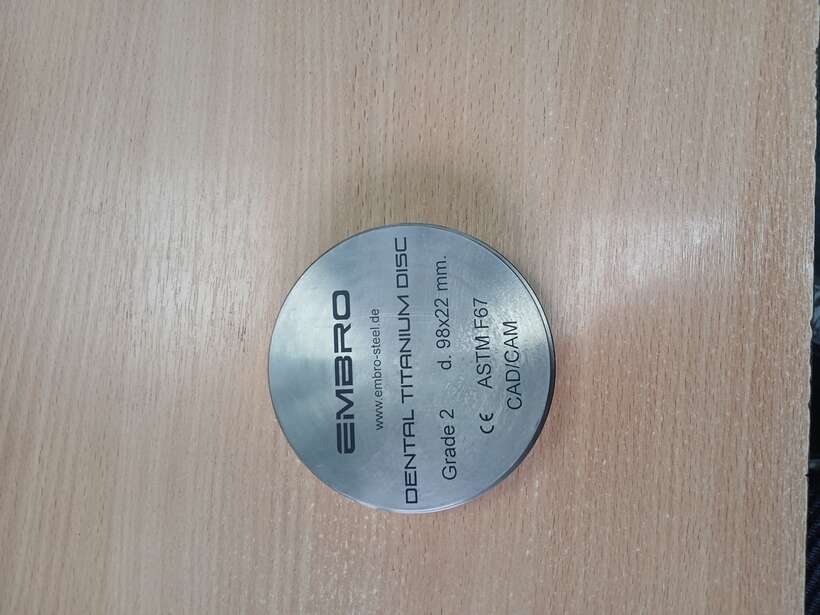 EMBRO
www.embro-steel.de
DENTAL TITANIUM DISC
Grade 2 d. 98x22 mm.
CE ASTM F67
CAD/CAM